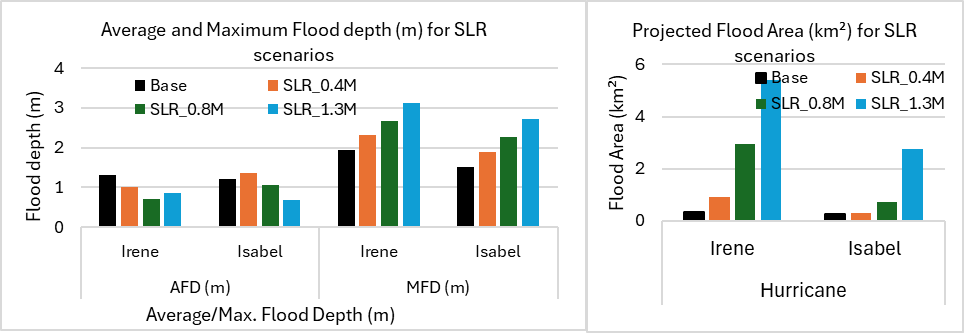 Average and Maximum Flood depth (m) for SLR
scenarios
4
3
2
1
0
Flood depth (m)
Base
SLR_0.4M
SLR_0.8M
SLR_1.3M
Irene
Isabel
Irene
Isabel
AFD (m)
MFD (m)
Average/Max. Flood Depth (m)
Projected Flood Area (km²) for SLR
scenarios
6
4
2
0
Flood Area (km²)
Base
SLR_0.4M
SLR_0.8M
SLR_1.3M
Irene
Isabel
Hurricane